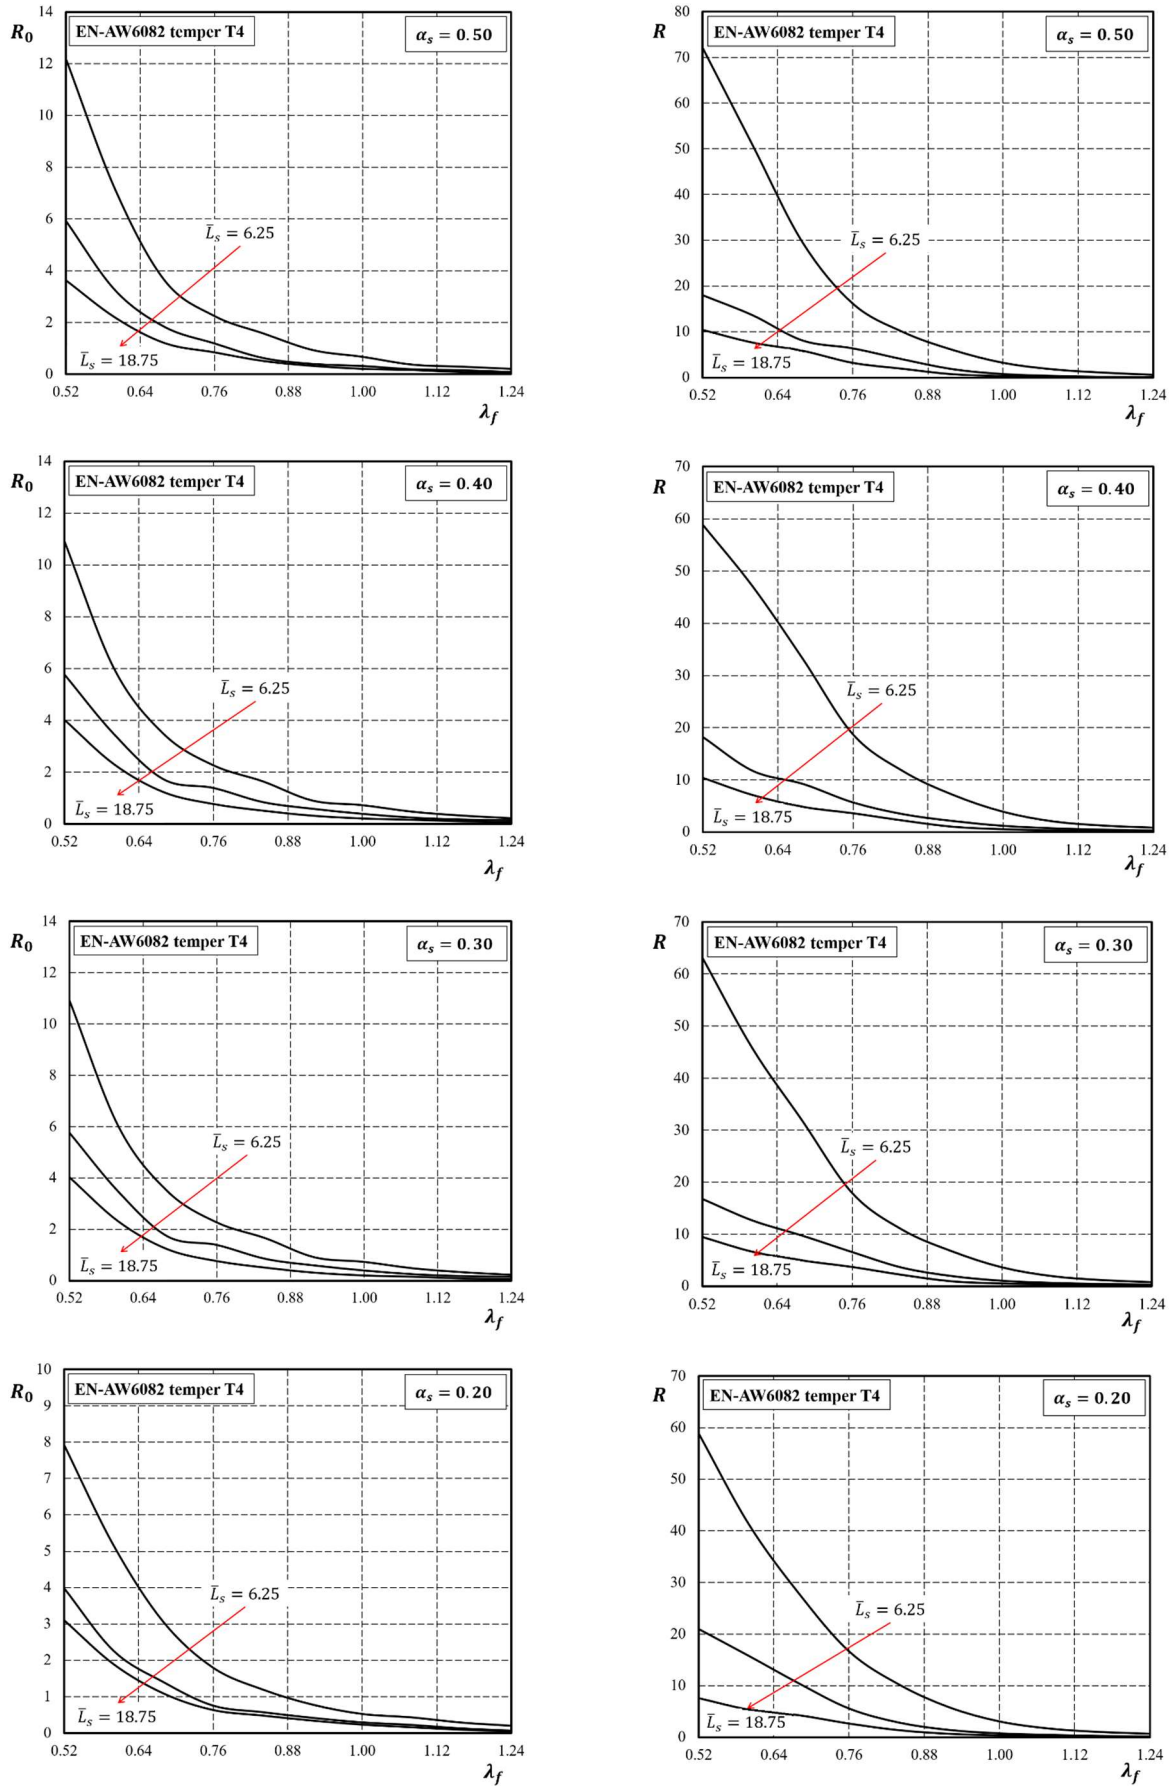 R₀
EN-AW6082 temper T4
αₛ = 0.50
14
12
10
8
6
4
2
0
L̄ₛ = 6.25
L̄ₛ = 18.75
0.52 0.64 0.76 0.88 1.00 1.12 1.24
λ_f
R
EN-AW6082 temper T4
αₛ = 0.50
80
70
60
50
40
30
20
10
0
L̄ₛ = 6.25
L̄ₛ = 18.75
0.52 0.64 0.76 0.88 1.00 1.12 1.24
λ_f
R₀
EN-AW6082 temper T4
αₛ = 0.40
14
12
10
8
6
4
2
0
L̄ₛ = 6.25
L̄ₛ = 18.75
0.52 0.64 0.76 0.88 1.00 1.12 1.24
λ_f
R
EN-AW6082 temper T4
αₛ = 0.40
70
60
50
40
30
20
10
0
L̄ₛ = 6.25
L̄ₛ = 18.75
0.52 0.64 0.76 0.88 1.00 1.12 1.24
λ_f
R₀
EN-AW6082 temper T4
αₛ = 0.30
14
12
10
8
6
4
2
0
L̄ₛ = 6.25
L̄ₛ = 18.75
0.52 0.64 0.76 0.88 1.00 1.12 1.24
λ_f
R
EN-AW6082 temper T4
αₛ = 0.30
70
60
50
40
30
20
10
0
L̄ₛ = 6.25
L̄ₛ = 18.75
0.52 0.64 0.76 0.88 1.00 1.12 1.24
λ_f
R₀
EN-AW6082 temper T4
αₛ = 0.20
10
9
8
7
6
5
4
3
2
1
0
L̄ₛ = 6.25
L̄ₛ = 18.75
0.52 0.64 0.76 0.88 1.00 1.12 1.24
λ_f
R
EN-AW6082 temper T4
αₛ = 0.20
70
60
50
40
30
20
10
0
L̄ₛ = 6.25
L̄ₛ = 18.75
0.52 0.64 0.76 0.88 1.00 1.12 1.24
λ_f